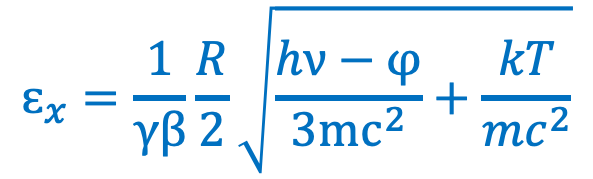 εₓ = 1/γβ R/2 √((hν − φ)/3mc² + kT/mc²)